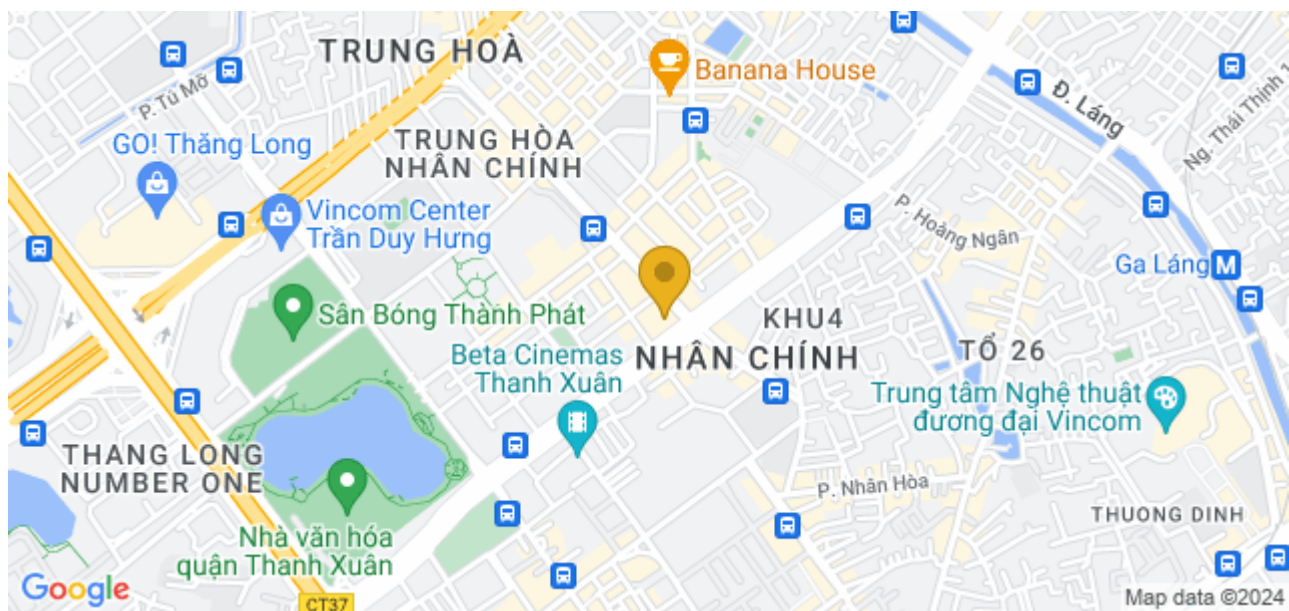 TRUNG HOÀ
Banana House
P. Tú Mỡ
Đ. Láng
Ng. Thái Thịnh 1
GO! Thăng Long
TRUNG HÒA
NHÂN CHÍNH
Vincom Center
Trần Duy Hưng
P. Hoàng Ngân
Ga Láng
M
Sân Bóng Thành Phát
KHU4
NHÂN CHÍNH
TỔ 26
Beta Cinemas
Thanh Xuân
Trung tâm Nghệ thuật
đương đại Vincom
THANG LONG
NUMBER ONE
P. Nhân Hòa
THUONG DINH
Nhà văn hóa
quận Thanh Xuân
Google
CT37
Map data ©2024